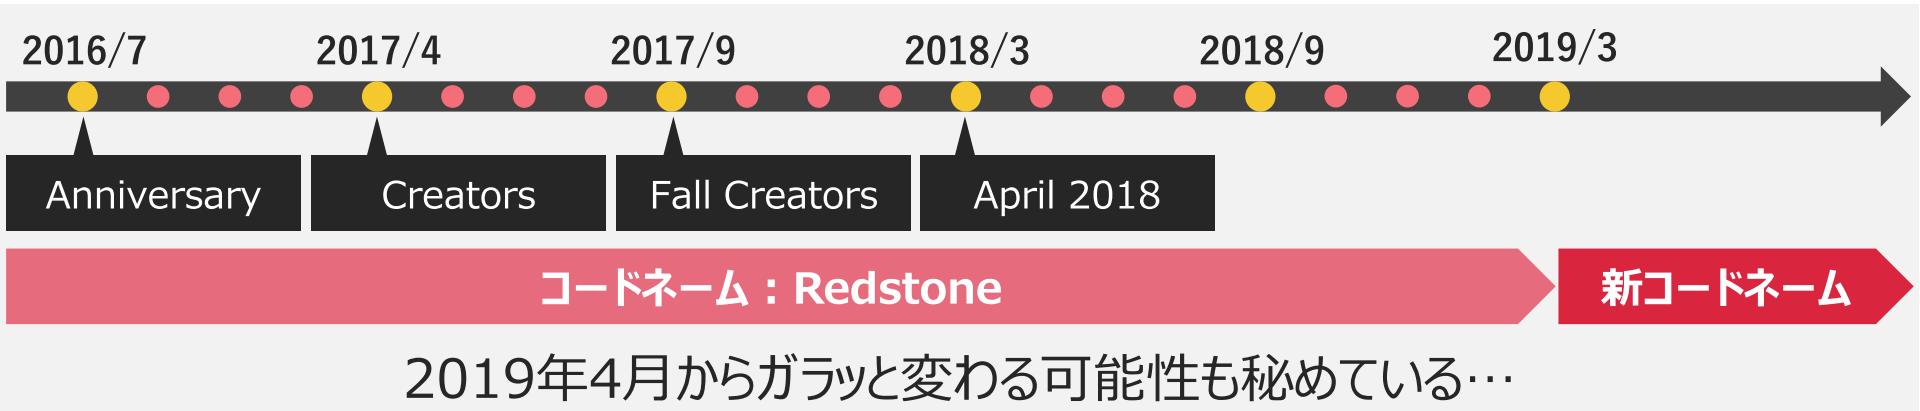 2016/7 2017/4 2017/9 2018/3 2018/9 2019/3
Anniversary Creators Fall Creators April 2018
コードネーム：Redstone 新コードネーム
2019年4月からガラッと変わる可能性も秘めている…